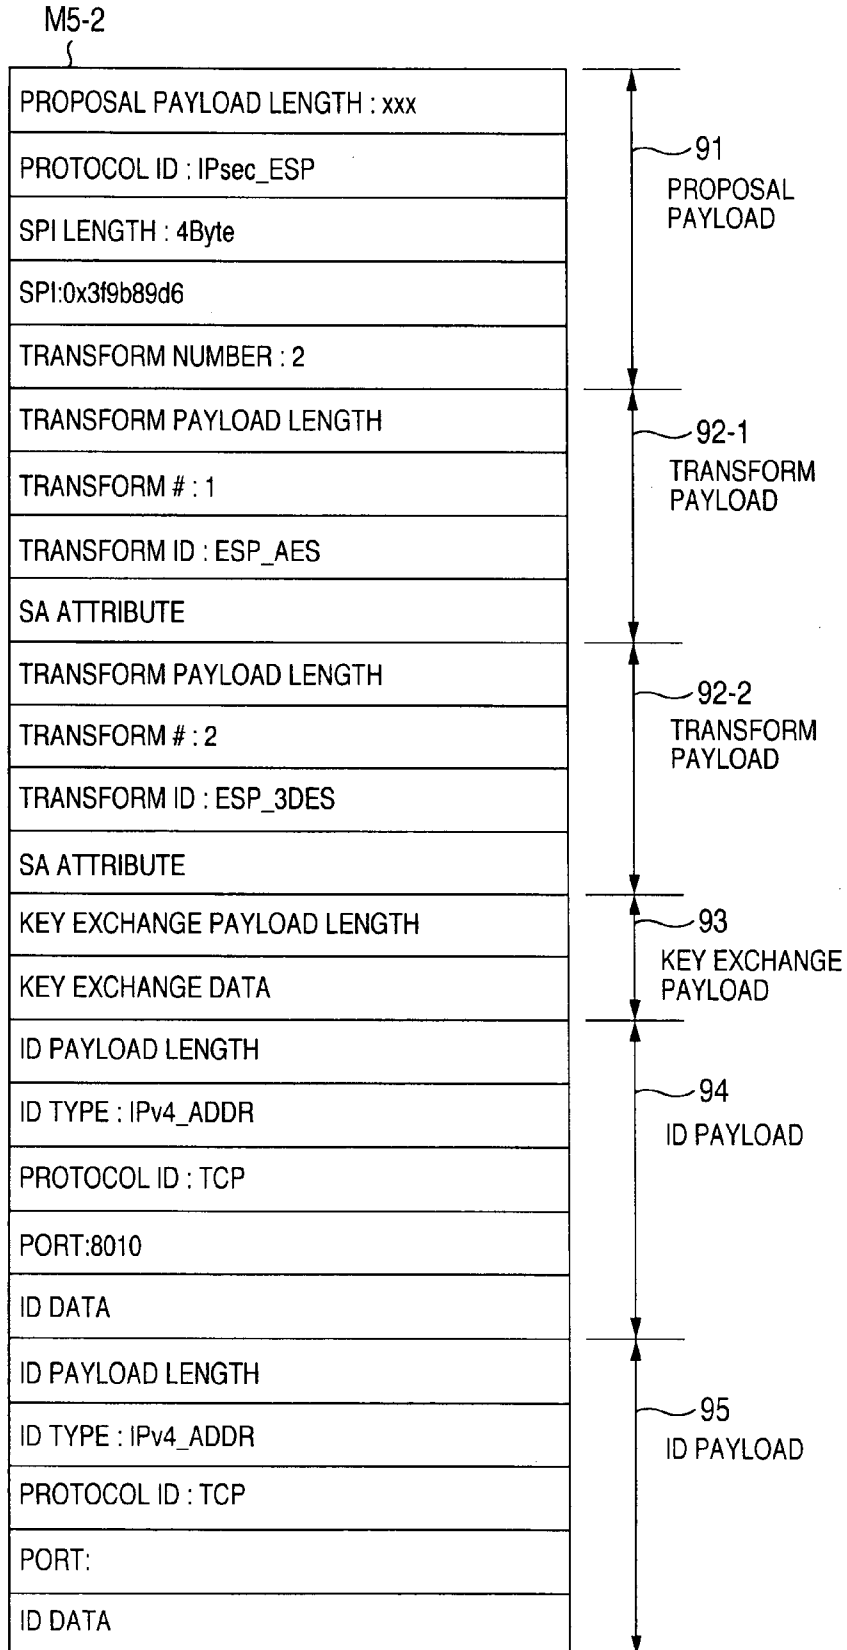 M5-2
PROPOSAL PAYLOAD LENGTH : xxx
PROTOCOL ID : IPsec_ESP
SPI LENGTH : 4Byte
SPI:0x3f9b89d6
TRANSFORM NUMBER : 2
91
PROPOSAL
PAYLOAD
TRANSFORM PAYLOAD LENGTH
TRANSFORM # : 1
TRANSFORM ID : ESP_AES
SA ATTRIBUTE
92-1
TRANSFORM
PAYLOAD
TRANSFORM PAYLOAD LENGTH
TRANSFORM # : 2
TRANSFORM ID : ESP_3DES
SA ATTRIBUTE
92-2
TRANSFORM
PAYLOAD
KEY EXCHANGE PAYLOAD LENGTH
KEY EXCHANGE DATA
93
KEY EXCHANGE
PAYLOAD
ID PAYLOAD LENGTH
ID TYPE : IPv4_ADDR
PROTOCOL ID : TCP
PORT:8010
ID DATA
94
ID PAYLOAD
ID PAYLOAD LENGTH
ID TYPE : IPv4_ADDR
PROTOCOL ID : TCP
PORT:
ID DATA
95
ID PAYLOAD